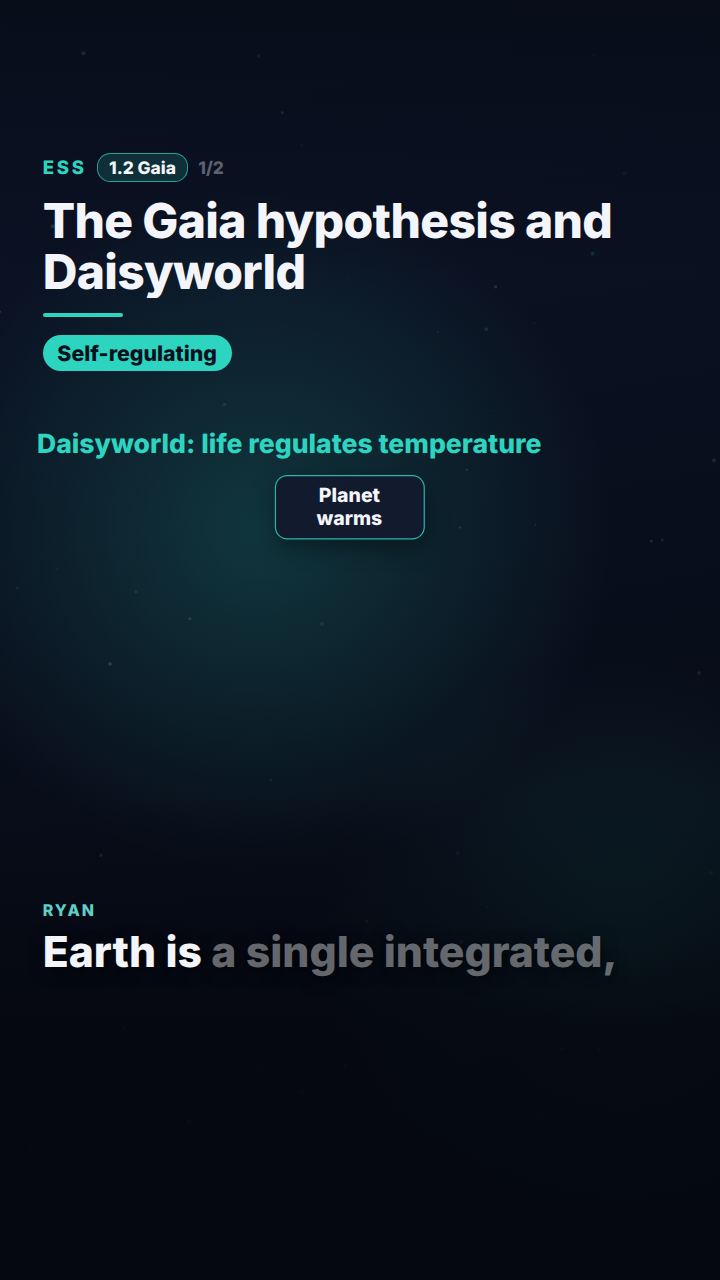 ESS 1.2 Gaia 1/2
The Gaia hypothesis and
Daisyworld
Self-regulating
Daisyworld: life regulates temperature
Planet
warms
RYAN
Earth is a single integrated,